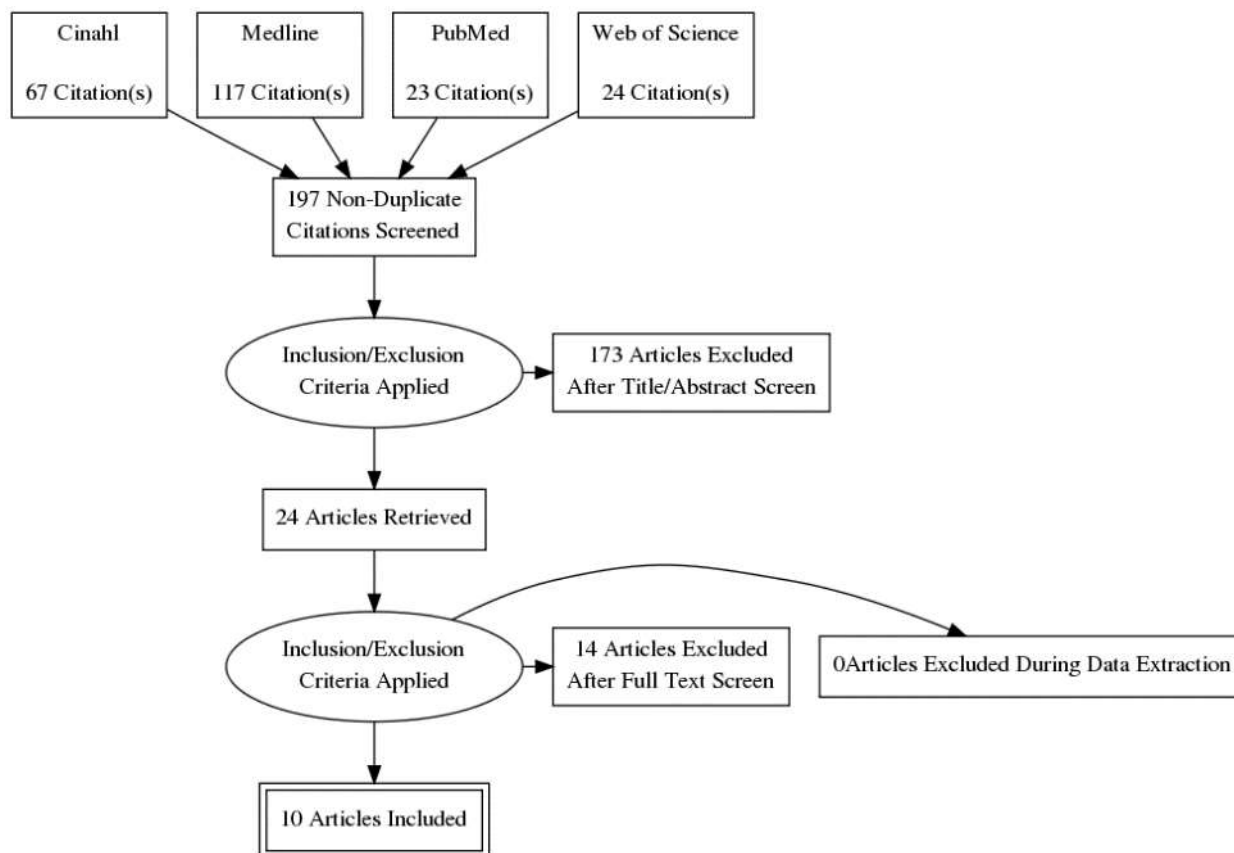 Cinahl
67 Citation(s)
Medline
117 Citation(s)
PubMed
23 Citation(s)
Web of Science
24 Citation(s)
197 Non-Duplicate
Citations Screened
Inclusion/Exclusion
Criteria Applied
173 Articles Excluded
After Title/Abstract Screen
24 Articles Retrieved
Inclusion/Exclusion
Criteria Applied
14 Articles Excluded
After Full Text Screen
0Articles Excluded During Data Extraction
10 Articles Included